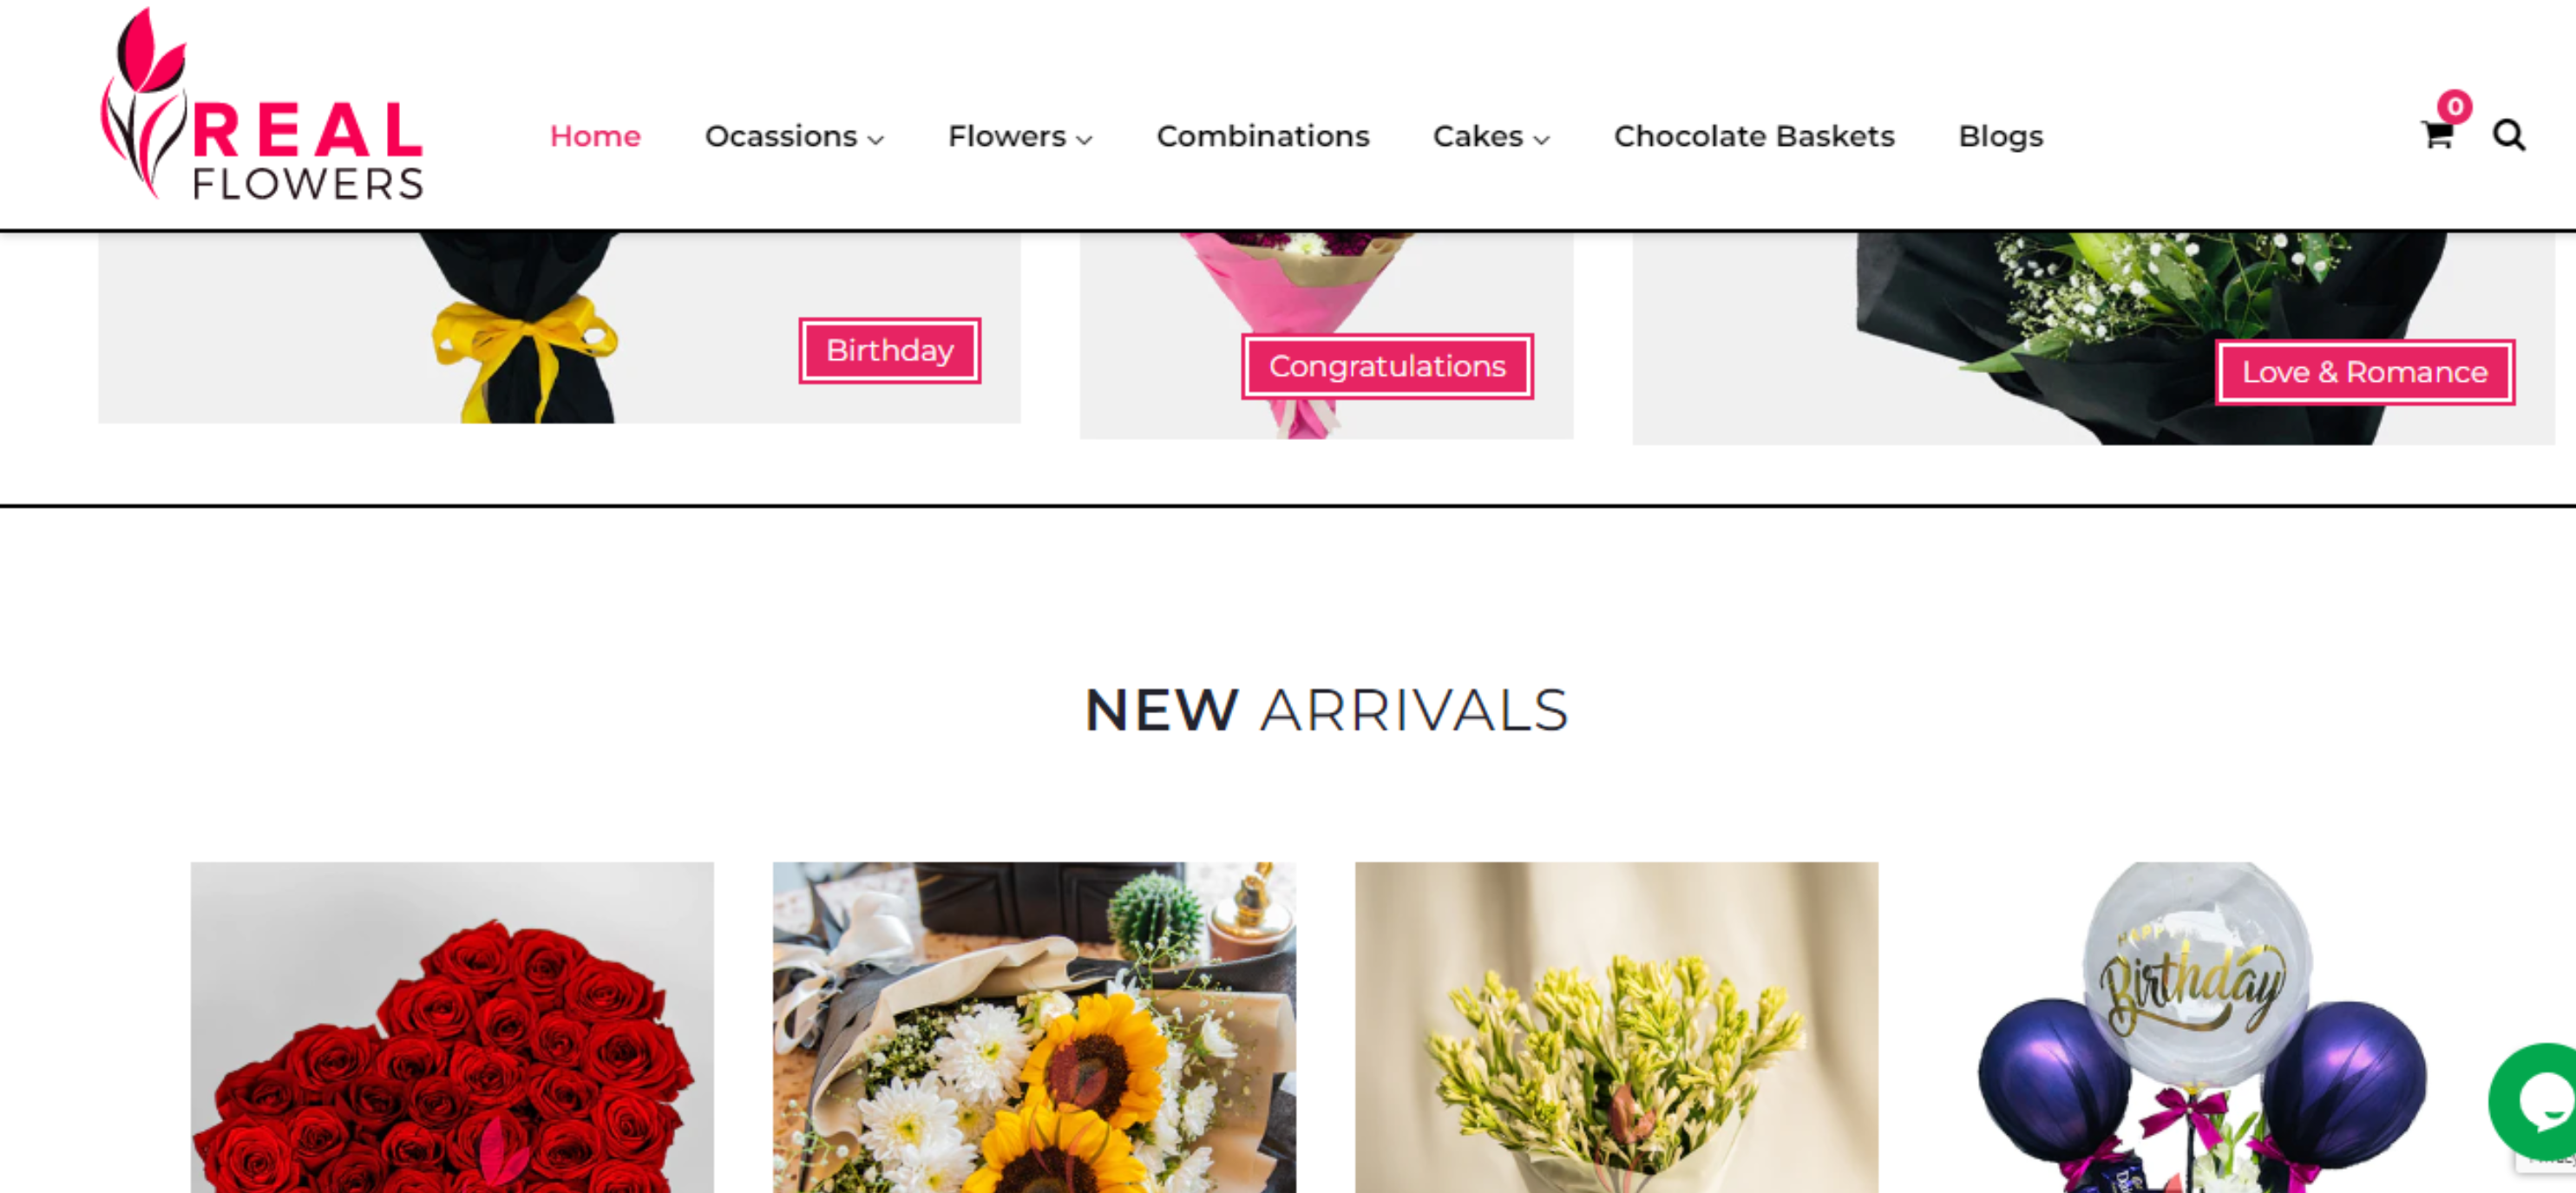 REAL
FLOWERS
Home Ocassions Flowers Combinations Cakes Chocolate Baskets Blogs
0
Birthday
Congratulations
Love & Romance
NEW ARRIVALS
HAPPY
Birthday